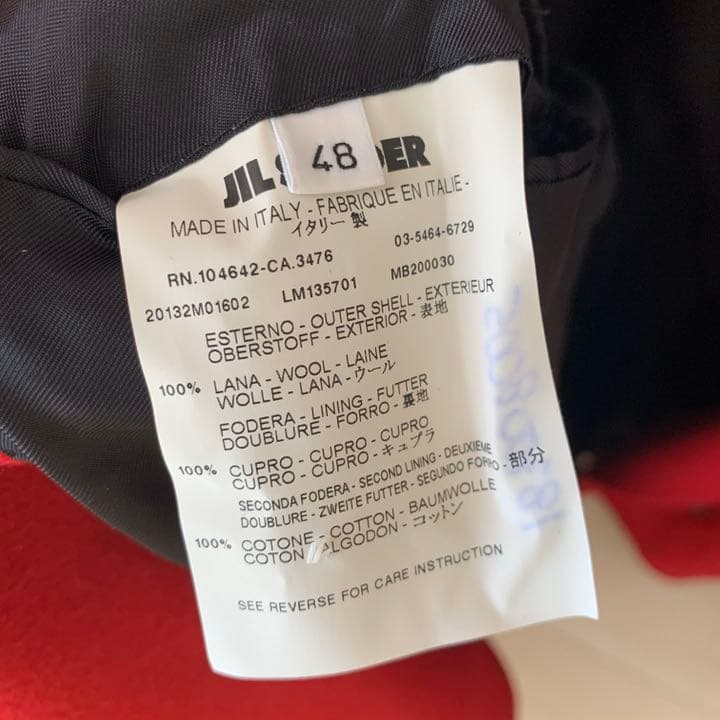 48
JIL SANDER
MADE IN ITALY - FABRIQUE EN ITALIE -
イタリー 製
RN.104642-CA.3476 03-5464-6729
20132M01602 LM135701 MB200030
ESTERNO - OUTER SHELL - EXTERIEUR
OBERSTOFF - EXTERIOR - 表地
100% LANA - WOOL - LAINE
WOLLE - LANA - ウール
FODERA - LINING - FUTTER
DOUBLURE - FORRO - 裏地
100% CUPRO - CUPRO - CUPRO
CUPRO - CUPRO - キュプラ
SECONDA FODERA - SECOND LINING - DEUXIEME
DOUBLURE - ZWEITE FUTTER - SEGUNDO FORRO - 部分
100% COTONE - COTTON - BAUMWOLLE
COTON - ALGODON - コットン
SEE REVERSE FOR CARE INSTRUCTION